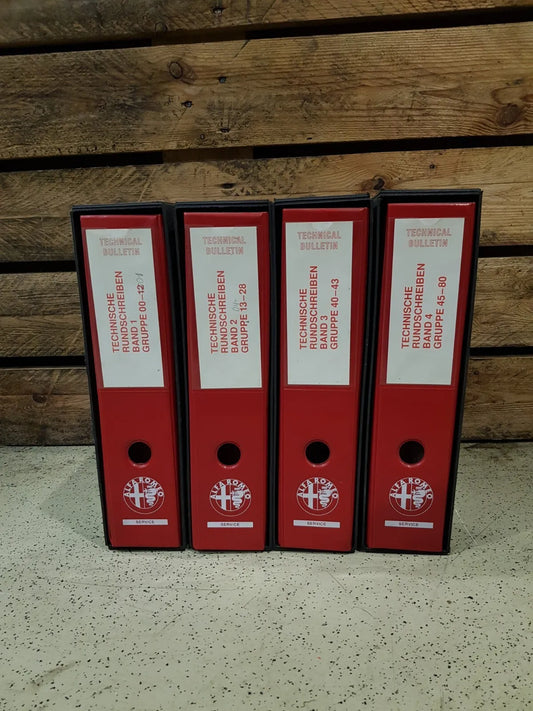 TECHNICAL
BULLETIN
TECHNISCHE
RUNDSCHREIBEN
BAND 1
GRUPPE 00-12
ALFA ROMEO
SERVICE
TECHNICAL
BULLETIN
TECHNISCHE
RUNDSCHREIBEN
BAND 2
GRUPPE 13-28
ALFA ROMEO
SERVICE
TECHNICAL
BULLETIN
TECHNISCHE
RUNDSCHREIBEN
BAND 3
GRUPPE 40-43
ALFA ROMEO
SERVICE
TECHNICAL
BULLETIN
TECHNISCHE
RUNDSCHREIBEN
BAND 4
GRUPPE 45-80
ALFA ROMEO
SERVICE